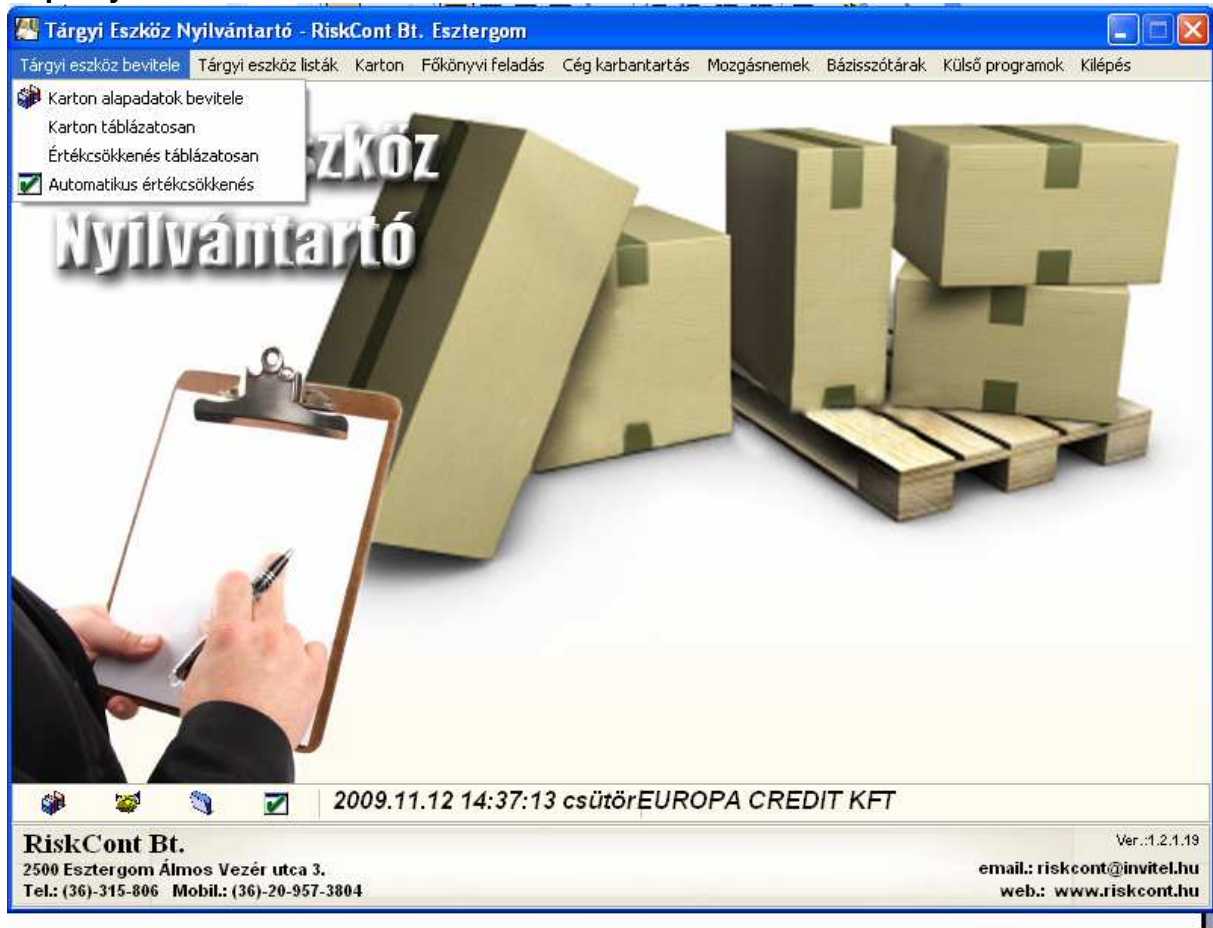 Tárgyi Eszköz Nyilvántartó - RiskCont Bt. Esztergom
Tárgyi eszköz bevitele Tárgyi eszköz listák Karton Főkönyvi feladás Cég karbantartás Mozgásnemek Bázisszótárak Külső programok Kilépés
Karton alapadatok bevitele
Karton táblázatosan
Értékcsökkenés táblázatosan
Automatikus értékcsökkenés
szköz
Nyilvántartó
2009.11.12 14:37:13 csütörEUROPA CREDIT KFT
RiskCont Bt.
2500 Esztergom Álmos Vezér utca 3.
Tel.: (36)-315-806 Mobil.: (36)-20-957-3804
Ver.:1.2.1.19
email.: riskcont@invitel.hu
web.: www.riskcont.hu